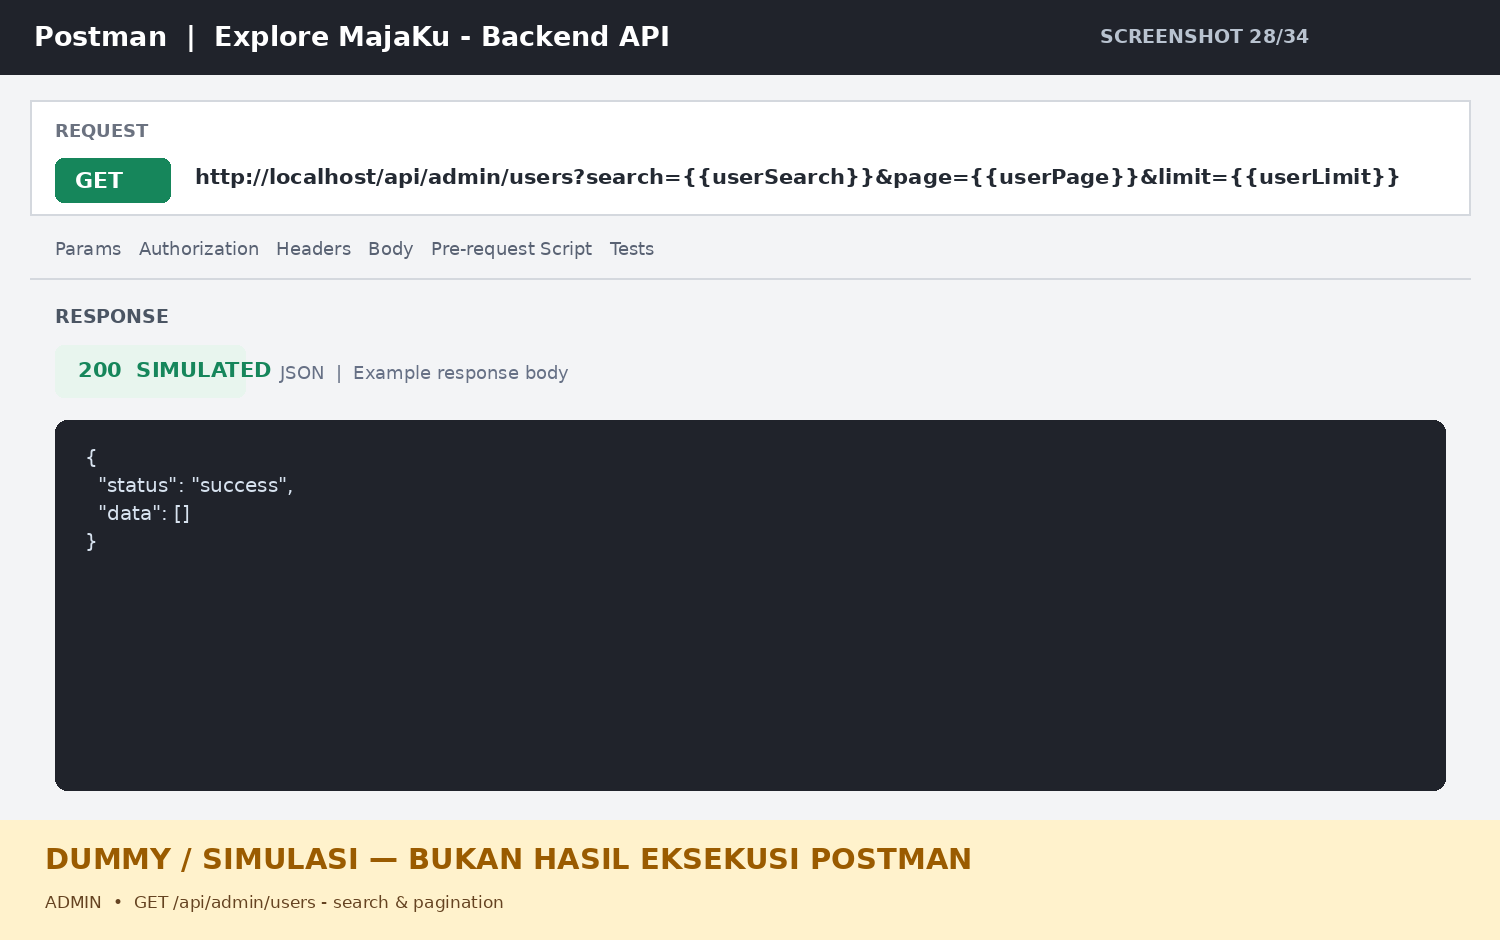 Postman | Explore MajaKu - Backend API
SCREENSHOT 28/34
REQUEST
GET http://localhost/api/admin/users?search={{userSearch}}&page={{userPage}}&limit={{userLimit}}
Params Authorization Headers Body Pre-request Script Tests
RESPONSE
200 SIMULATED JSON | Example response body
{
"status": "success",
"data": []
}
DUMMY / SIMULASI — BUKAN HASIL EKSEKUSI POSTMAN
ADMIN • GET /api/admin/users - search & pagination